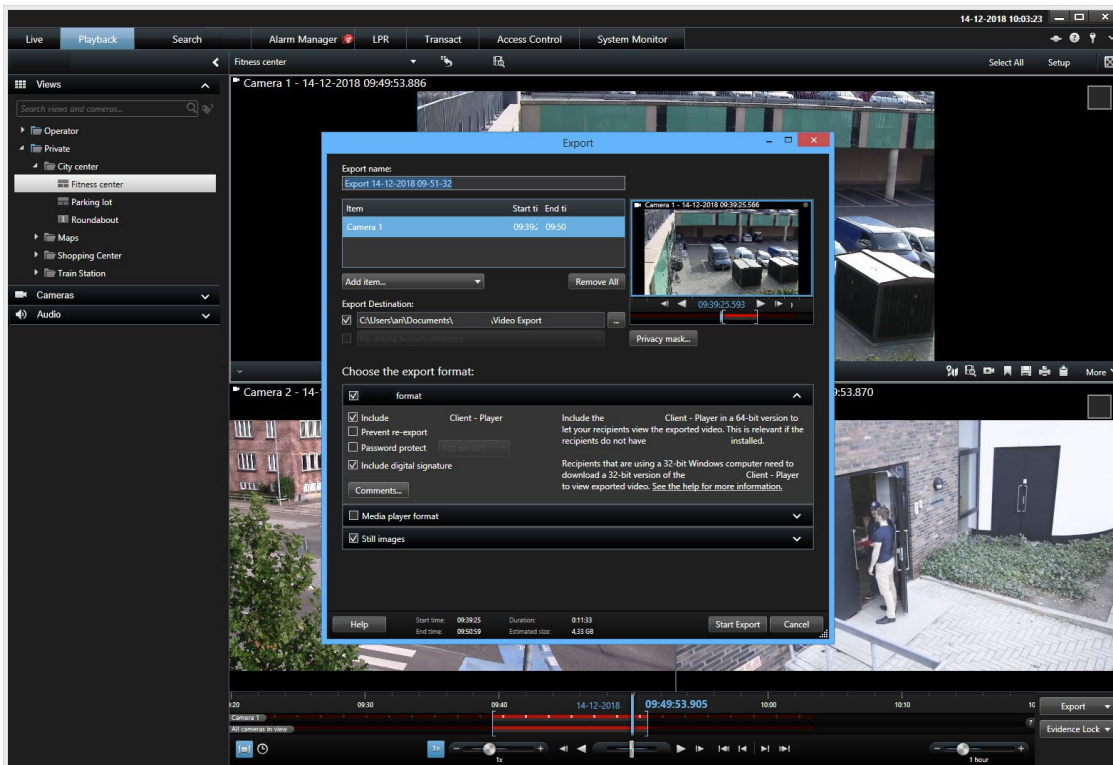 14-12-2018 10:03:23
Live Playback Search Alarm Manager LPR Transact Access Control System Monitor
Fitness center Select All Setup
Views
Search views and cameras...
Operator
Private
City center
Fitness center
Parking lot
Roundabout
Maps
Shopping Center
Train Station
Cameras
Audio
Camera 1 - 14-12-2018 09:49:53.886
Export
Export name:
Export 14-12-2018 09-51-32
Item Start ti End ti
Camera 1 09:39: 09:50
Add item... Remove All
Camera 1 - 14-12-2018 09:39:25.566
09:39:25.593
Export Destination:
C:\Users\ari\Documents\ \Video Export ...
No media burners detected
Privacy mask...
Choose the export format:
format
Include Client - Player
Prevent re-export
Password protect
Include digital signature
Comments...
Include the Client - Player in a 64-bit version to
let your recipients view the exported video. This is relevant if the
recipients do not have installed.
Recipients that are using a 32-bit Windows computer need to
download a 32-bit version of the Client - Player
to view exported video. See the help for more information.
Media player format
Still images
Help Start time: 09:39:25 Duration: 0:11:33 Start Export Cancel
End time: 09:50:59 Estimated size: 4,33 GB
More
Camera 2 - 14-
9:53.870
09:30 09:40 14-12-2018 09:49:53.905 10:00 10:10
Camera 1
All cameras in view
Export
Evidence Lock
1x
1x
1 hour